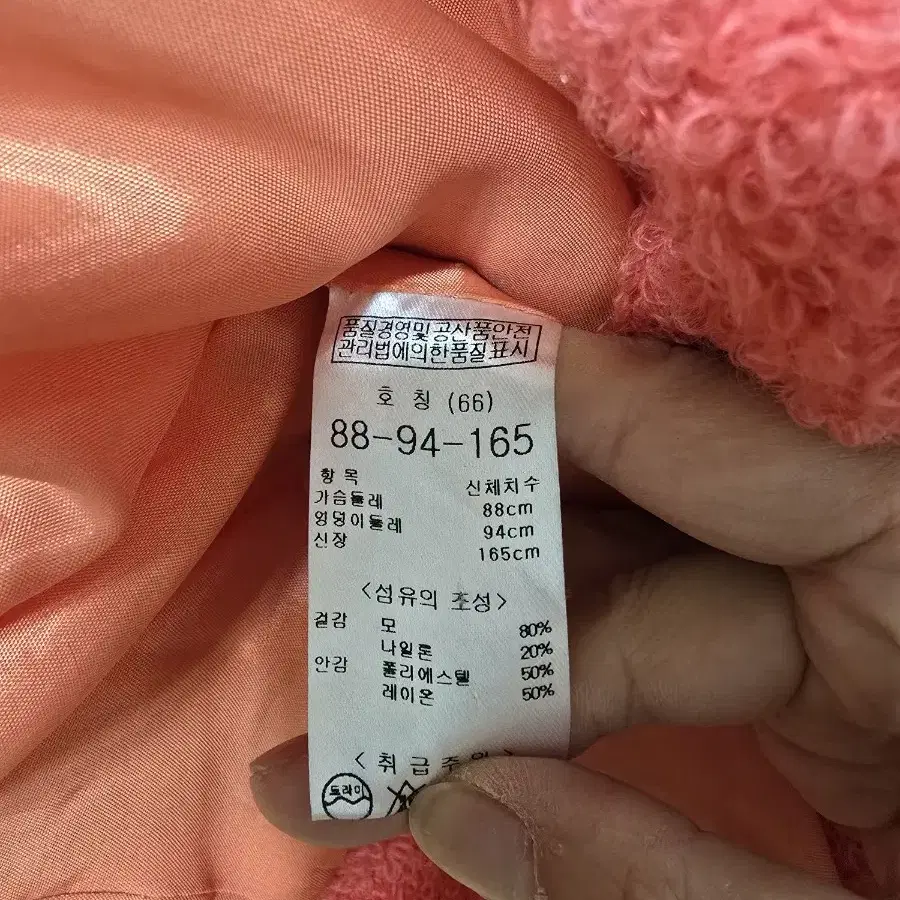 품질경영및공산품안전
관리법에의한품질표시
호 칭 (66)
88-94-165
항 목 신체치수
가슴둘레 88cm
엉덩이둘레 94cm
신장 165cm
<섬유의 조성>
겉감 모 80%
나일론 20%
안감 폴리에스텔 50%
레이온 50%
< 취 급 주 >
드라이